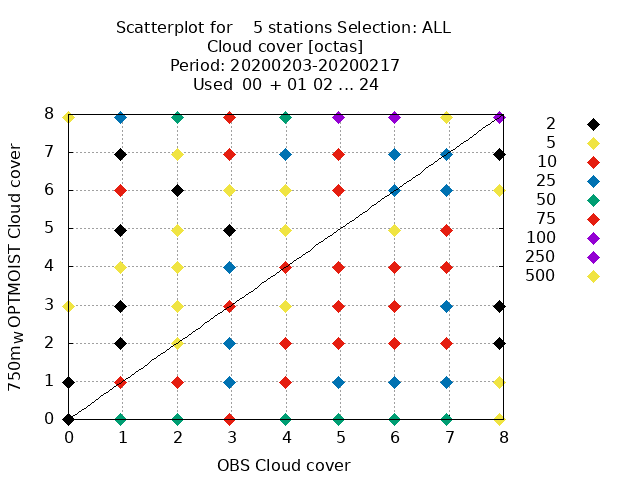 Scatterplot for 5 stations Selection: ALL
Cloud cover [octas]
Period: 20200203-20200217
Used 00 + 01 02 ... 24
750mw OPTMOIST Cloud cover
8
7
6
5
4
3
2
1
0
0 1 2 3 4 5 6 7 8
OBS Cloud cover
2
5
10
25
50
75
100
250
500